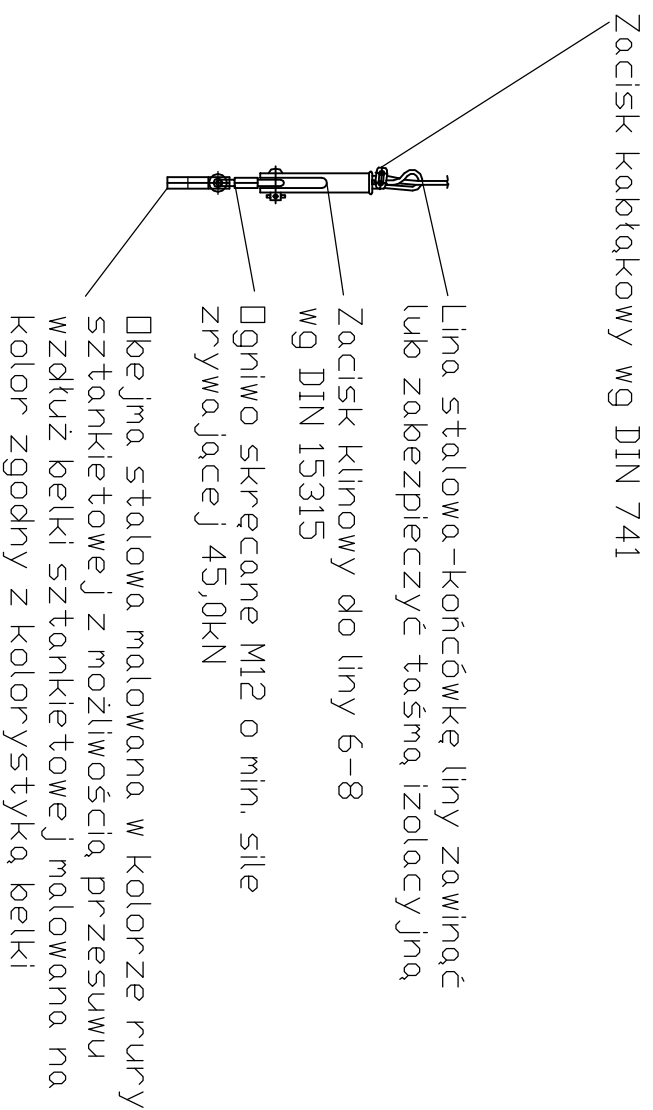 Zacisk kabłąkowy wg DIN 741
Lina stalowa-końcówkę liny zawinąć
lub zabezpieczyć taśmą izolacyjną
Zacisk klinowy do liny 6-8
wg DIN 15315
Ogniwo skręcane M12 o min. sile
zrywającej 45,0kN
Obejma stalowa malowana w kolorze rury
sztankietowej z możliwością przesuwu
wzdłuż belki sztankietowej malowana na
kolor zgodny z kolorystyką belki